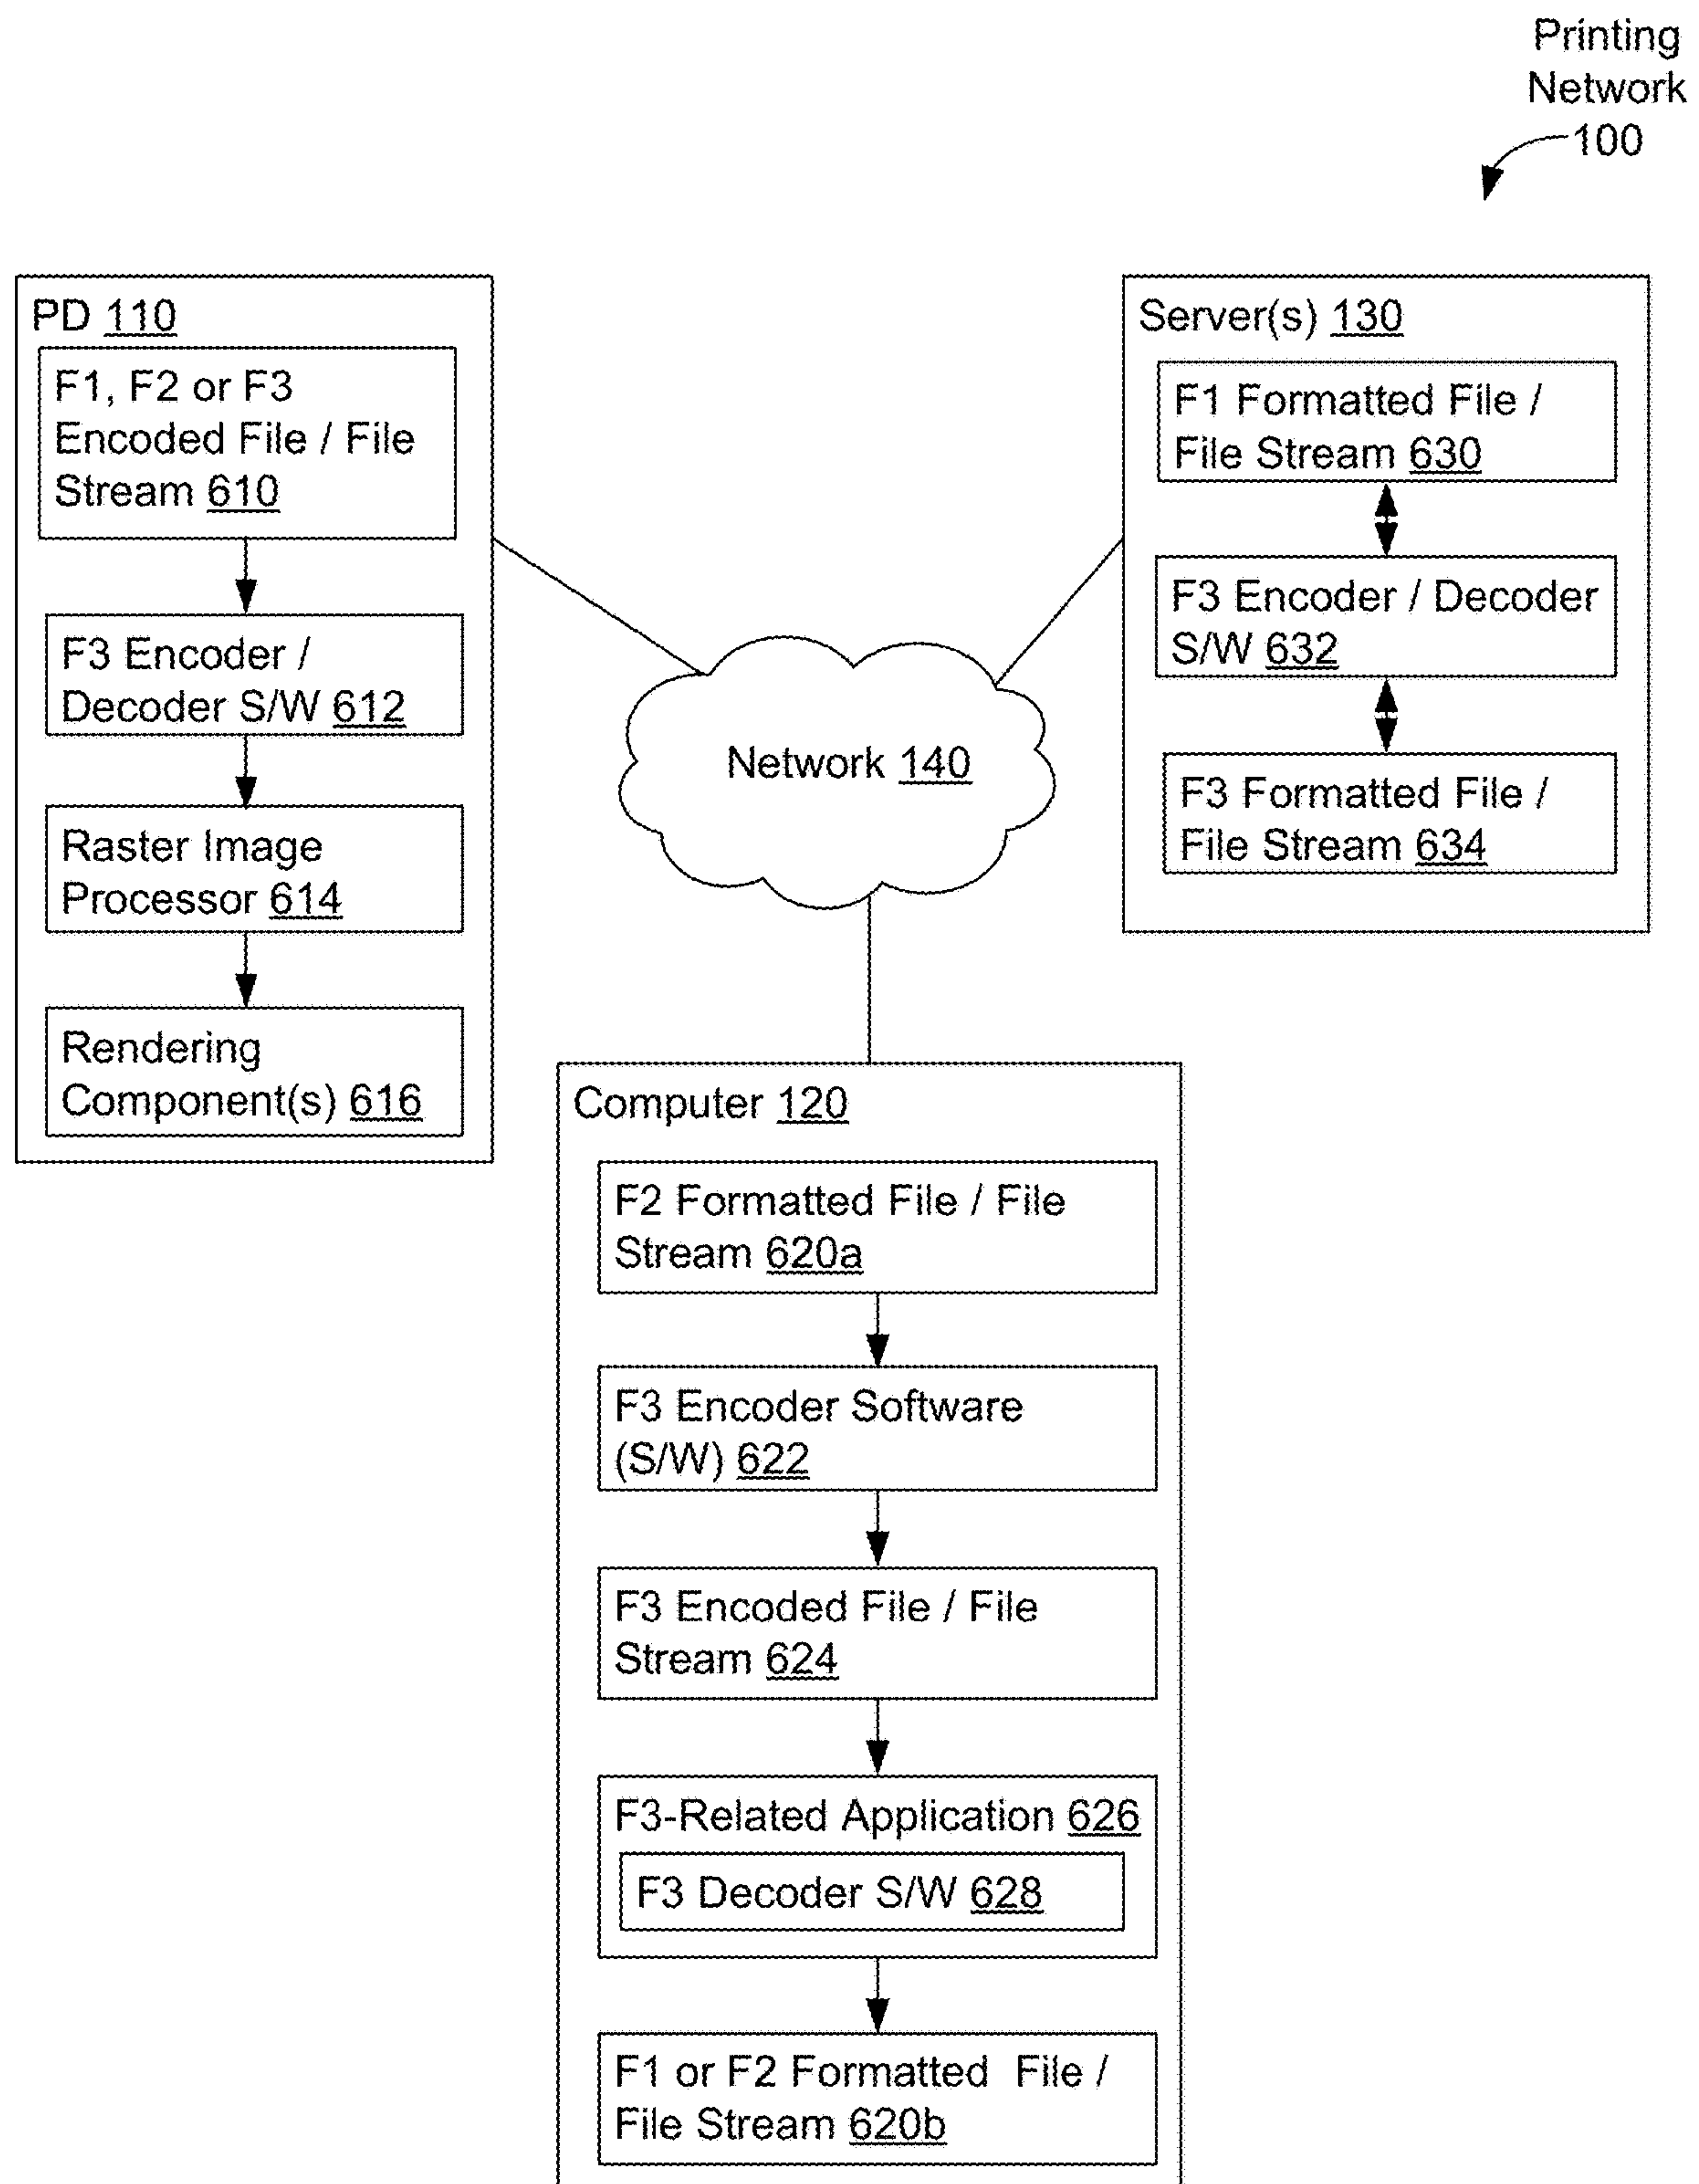 Printing
Network
100
PD 110
F1, F2 or F3
Encoded File / File
Stream 610
F3 Encoder /
Decoder S/W 612
Raster Image
Processor 614
Rendering
Component(s) 616
Server(s) 130
F1 Formatted File /
File Stream 630
F3 Encoder / Decoder
S/W 632
F3 Formatted File /
File Stream 634
Network 140
Computer 120
F2 Formatted File / File
Stream 620a
F3 Encoder Software
(S/W) 622
F3 Encoded File / File
Stream 624
F3-Related Application 626
F3 Decoder S/W 628
F1 or F2 Formatted File /
File Stream 620b